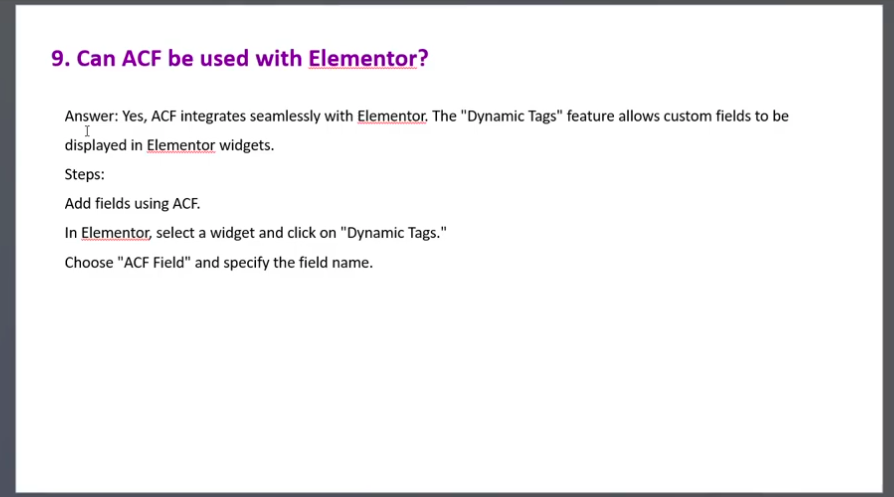 9. Can ACF be used with Elementor?
Answer: Yes, ACF integrates seamlessly with Elementor. The "Dynamic Tags" feature allows custom fields to be
displayed in Elementor widgets.
Steps:
Add fields using ACF.
In Elementor, select a widget and click on "Dynamic Tags."
Choose "ACF Field" and specify the field name.